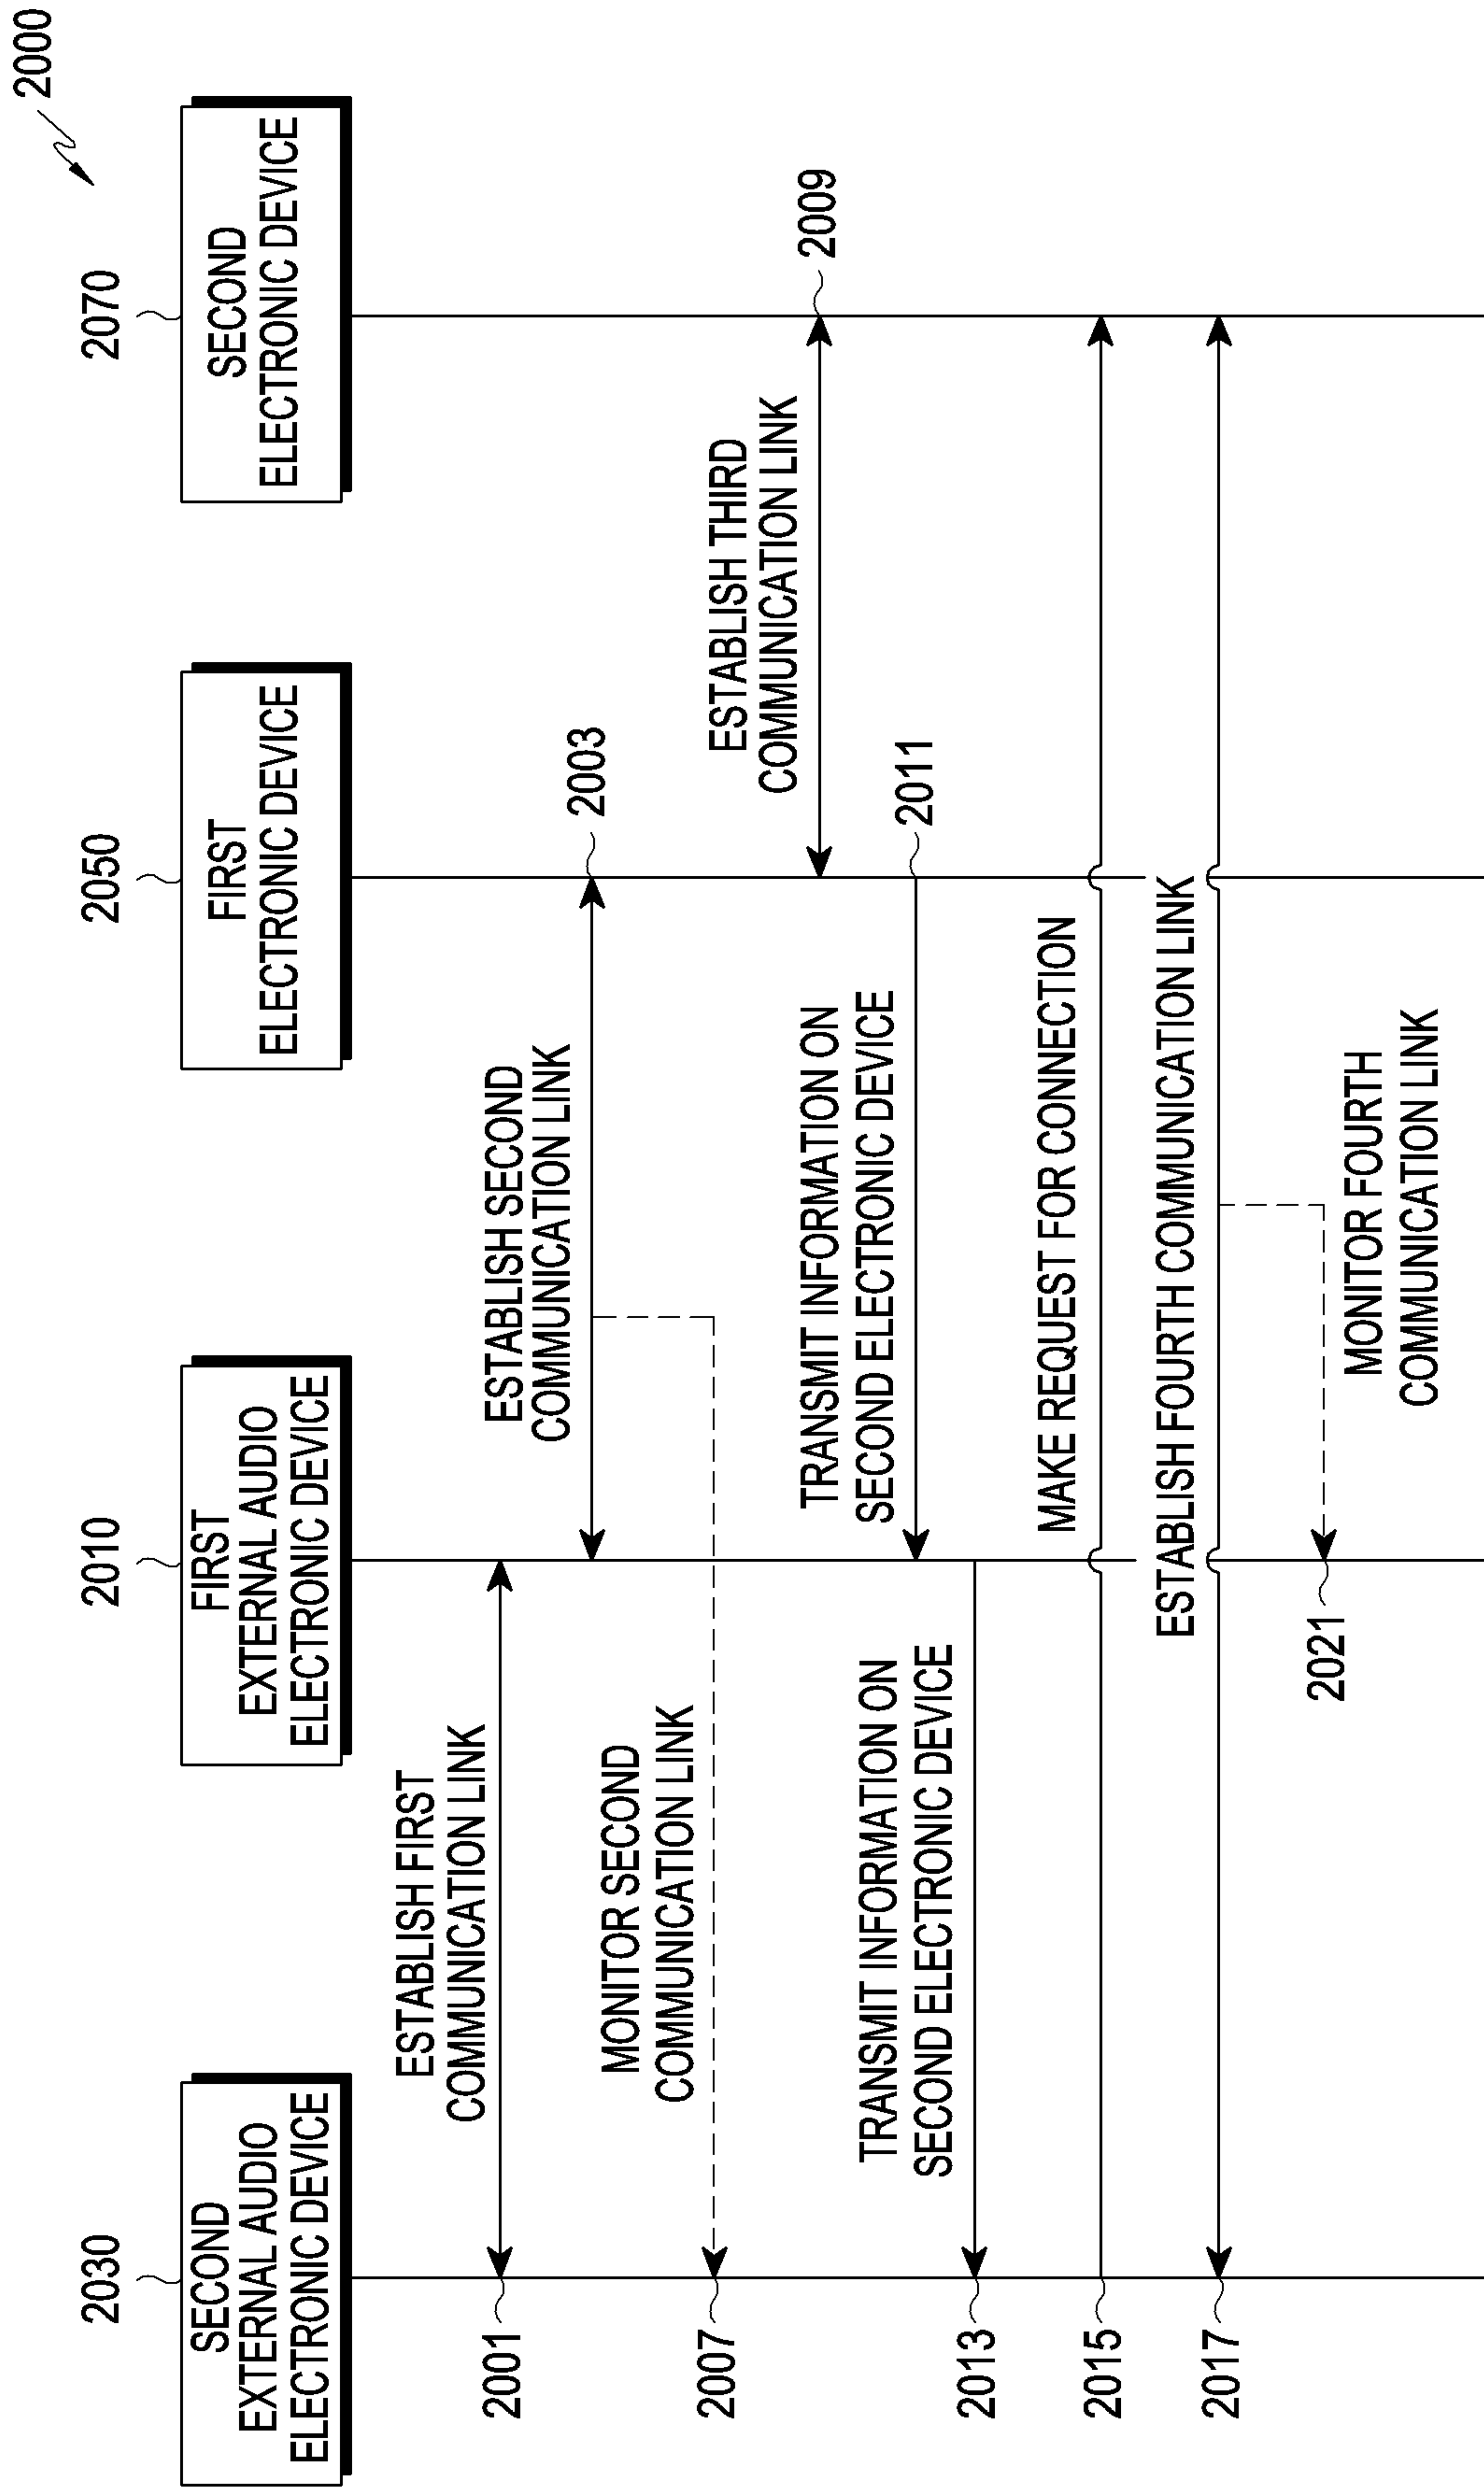 2000
2030
2010
2050
2070
SECOND
EXTERNAL AUDIO
ELECTRONIC DEVICE
FIRST
EXTERNAL AUDIO
ELECTRONIC DEVICE
FIRST
ELECTRONIC DEVICE
SECOND
ELECTRONIC DEVICE
ESTABLISH FIRST
COMMUNICATION LINK
2001
ESTABLISH SECOND
COMMUNICATION LINK
2003
MONITOR SECOND
COMMUNICATION LINK
2007
ESTABLISH THIRD
COMMUNICATION LINK
2009
TRANSMIT INFORMATION ON
SECOND ELECTRONIC DEVICE
2011
TRANSMIT INFORMATION ON
SECOND ELECTRONIC DEVICE
2013
MAKE REQUEST FOR CONNECTION
2015
ESTABLISH FOURTH COMMUNICATION LINK
2017
2021
MONITOR FOURTH
COMMUNICATION LINK